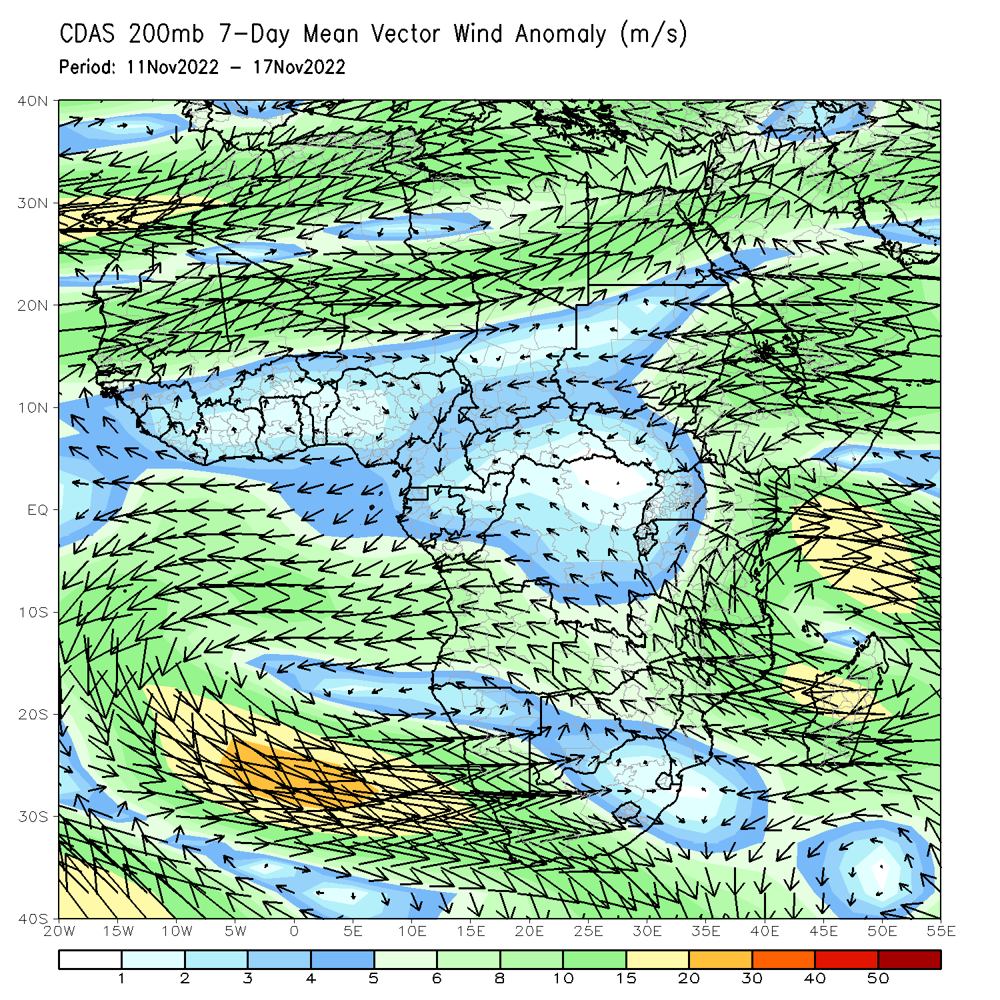 CDAS 200mb 7-Day Mean Vector Wind Anomaly (m/s)
Period: 11Nov2022 - 17Nov2022
40N
30N
20N
10N
EQ
10S
20S
30S
40S
20W 15W 10W 5W 0 5E 10E 15E 20E 25E 30E 35E 40E 45E 50E 55E
1 2 3 4 5 6 8 10 15 20 30 40 50